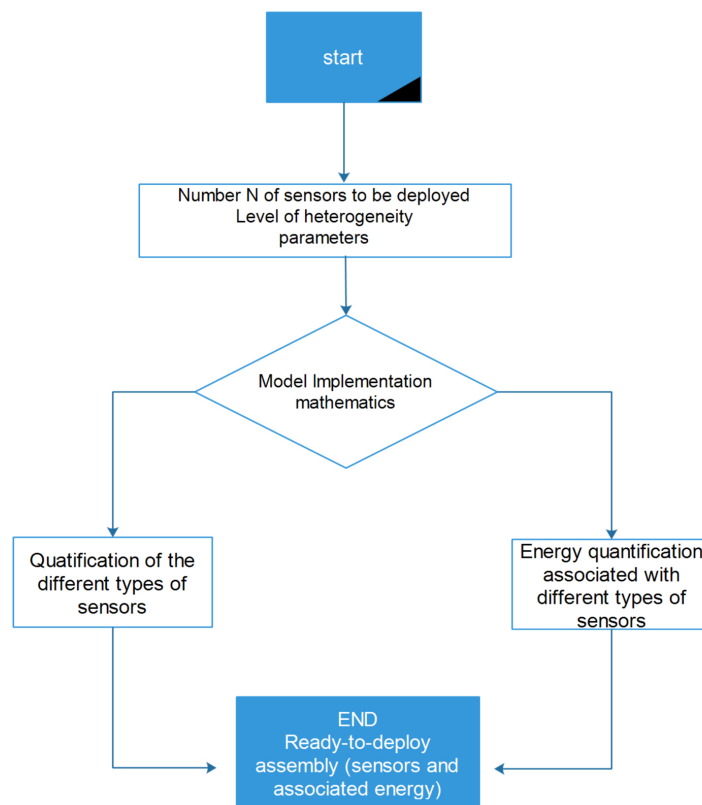 start
Number N of sensors to be deployed
Level of heterogeneity
parameters
Model Implementation
mathematics
Quatification of the
different types of
sensors
Energy quantification
associated with
different types of
sensors
END
Ready-to-deploy
assembly (sensors and
associated energy)